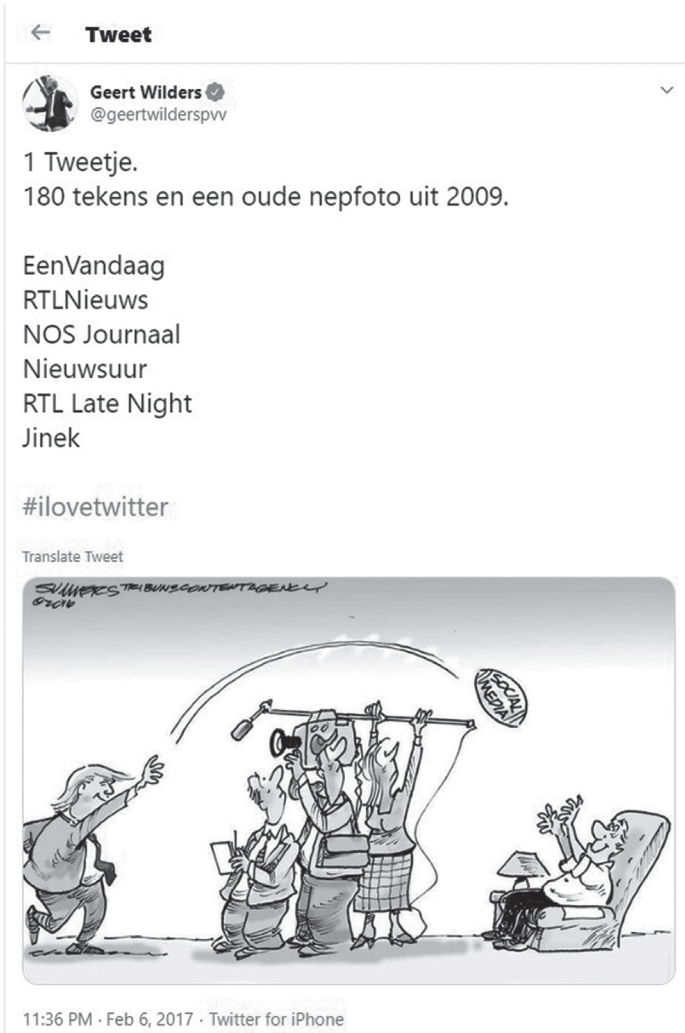 ← Tweet
Geert Wilders
@geertwilderspvv
1 Tweetje.
180 tekens en een oude nepfoto uit 2009.
EenVandaag
RTLNieuws
NOS Journaal
Nieuwsuur
RTL Late Night
Jinek
#ilovetwitter
Translate Tweet
SUMMERS TRIBUNE CONTENT AGENCY
©2016
SOCIAL
MEDIA
11:36 PM · Feb 6, 2017 · Twitter for iPhone